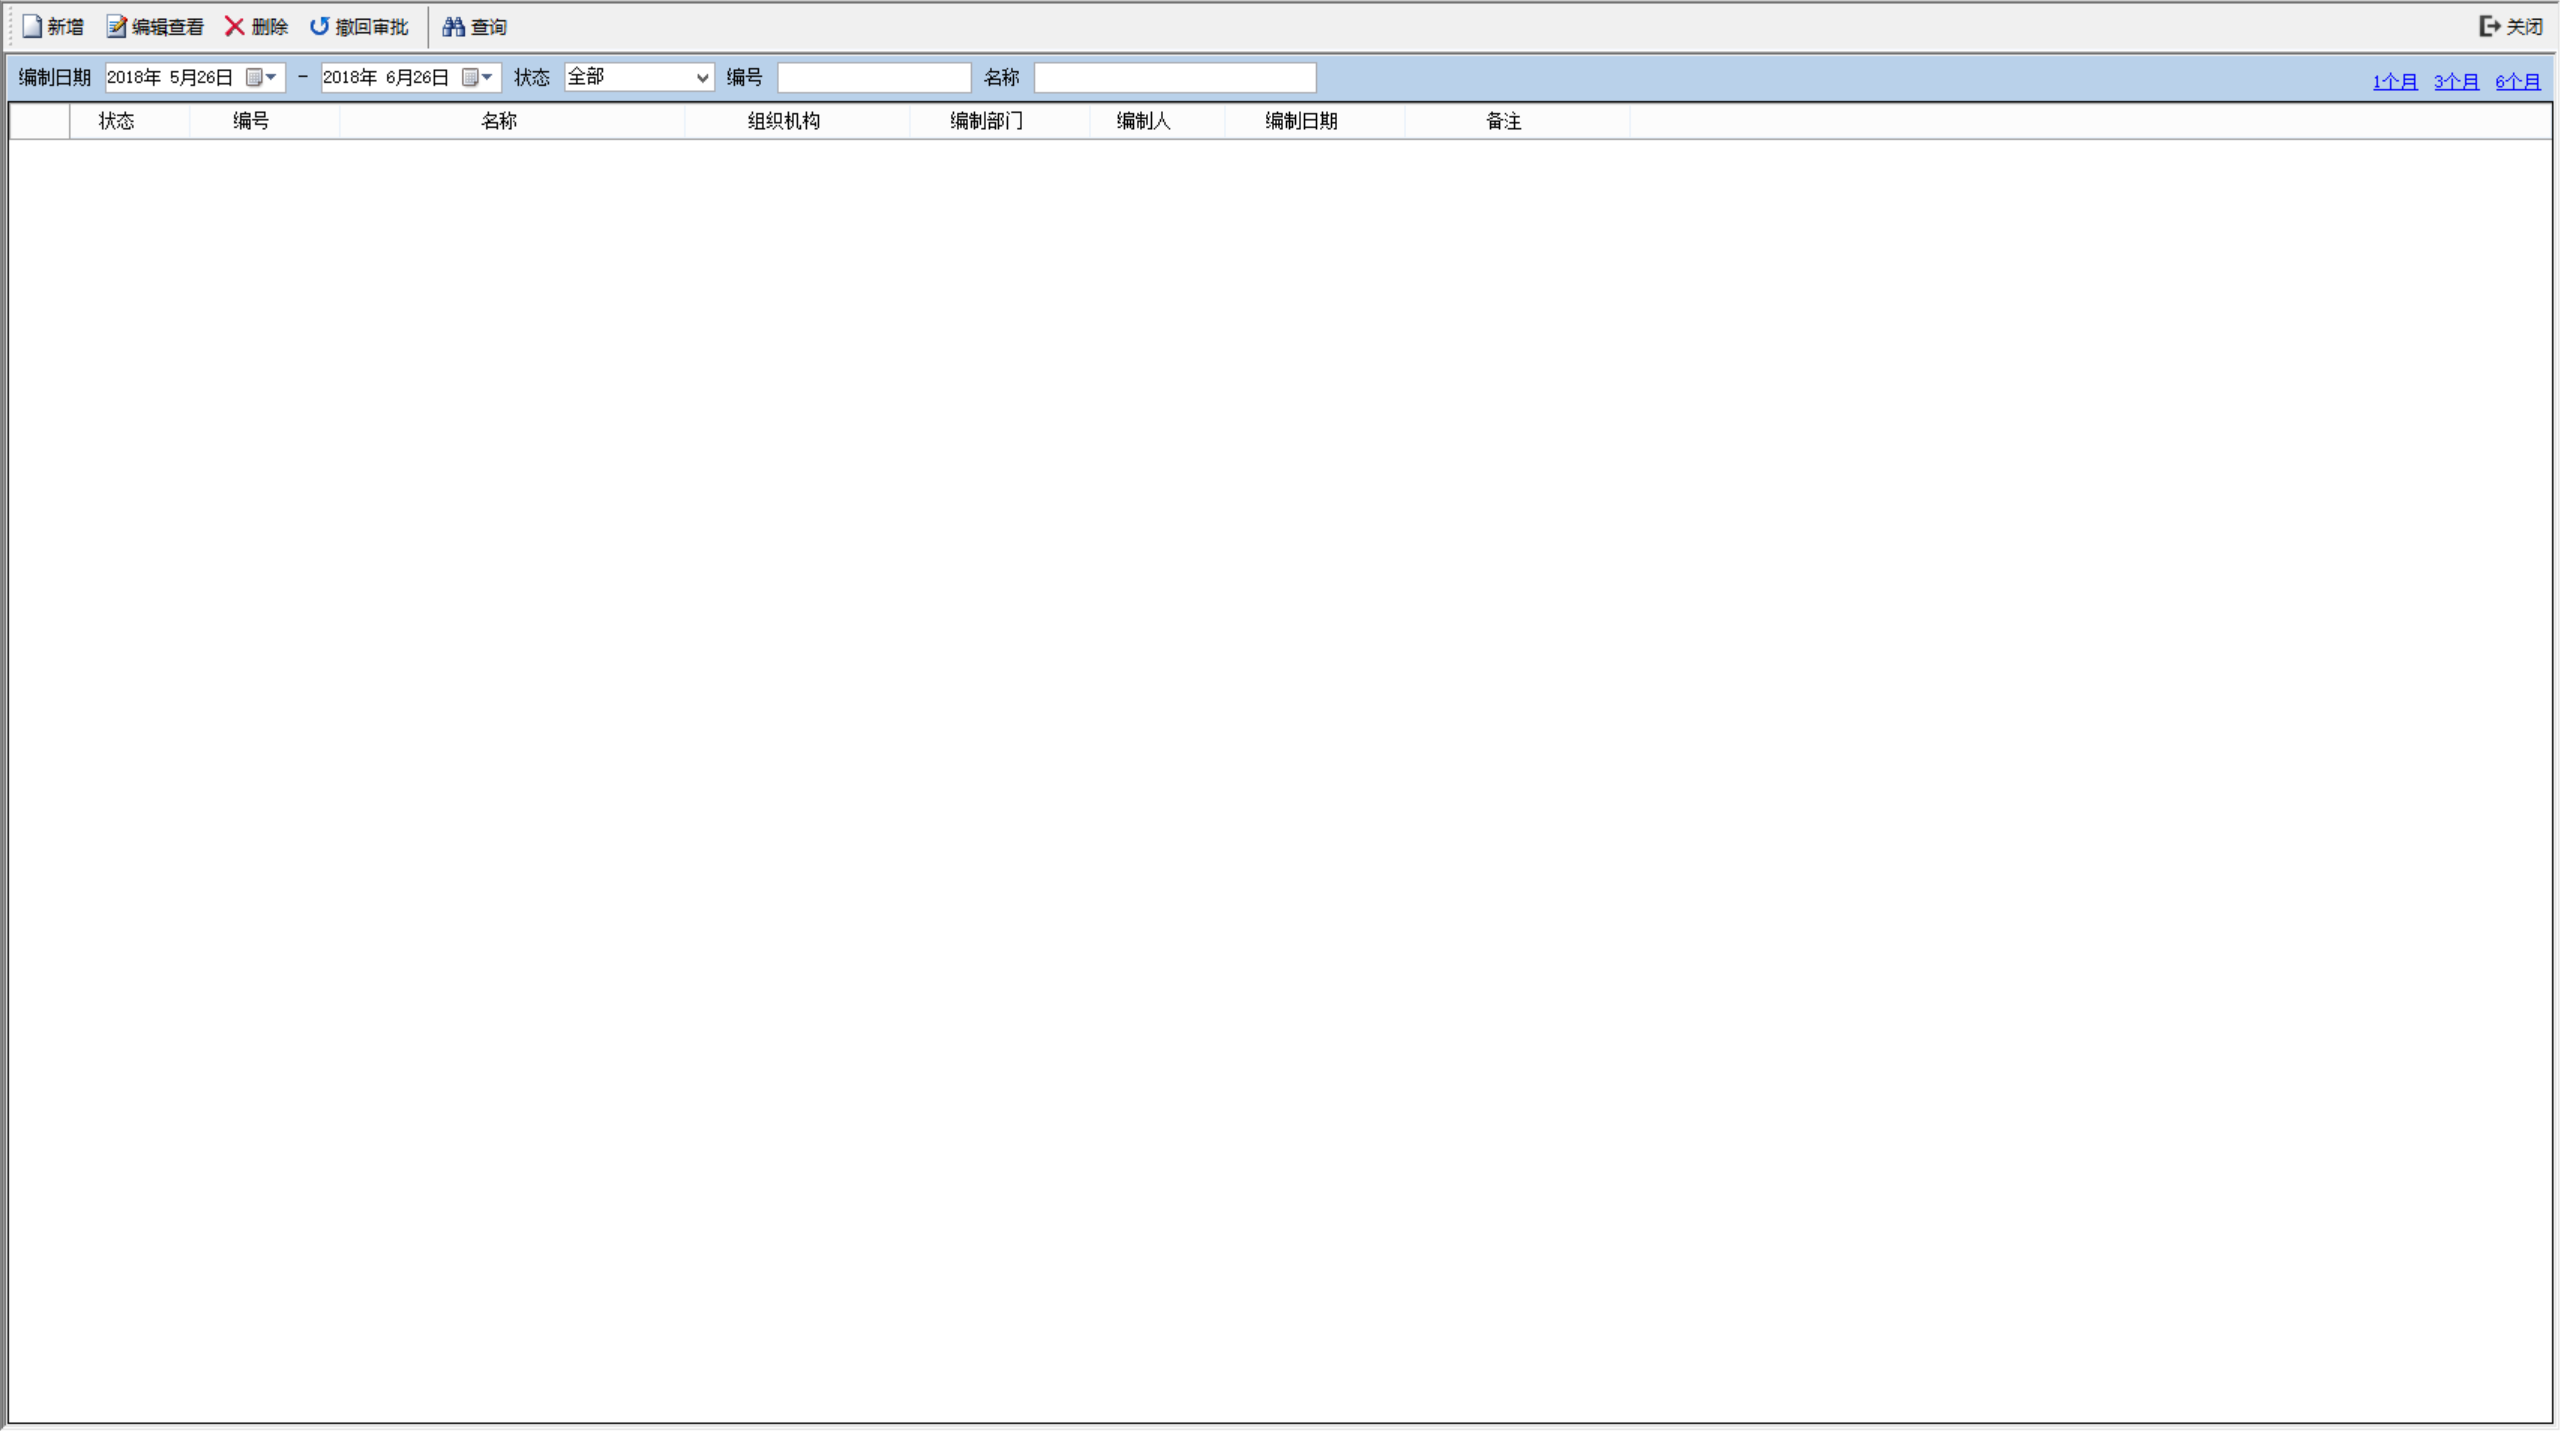 新增 编辑查看 删除 撤回审批 查询 关闭
编制日期 2018年 5月26日 - 2018年 6月26日 状态 全部 编号 名称 1个月 3个月 6个月
状态 编号 名称 组织机构 编制部门 编制人 编制日期 备注